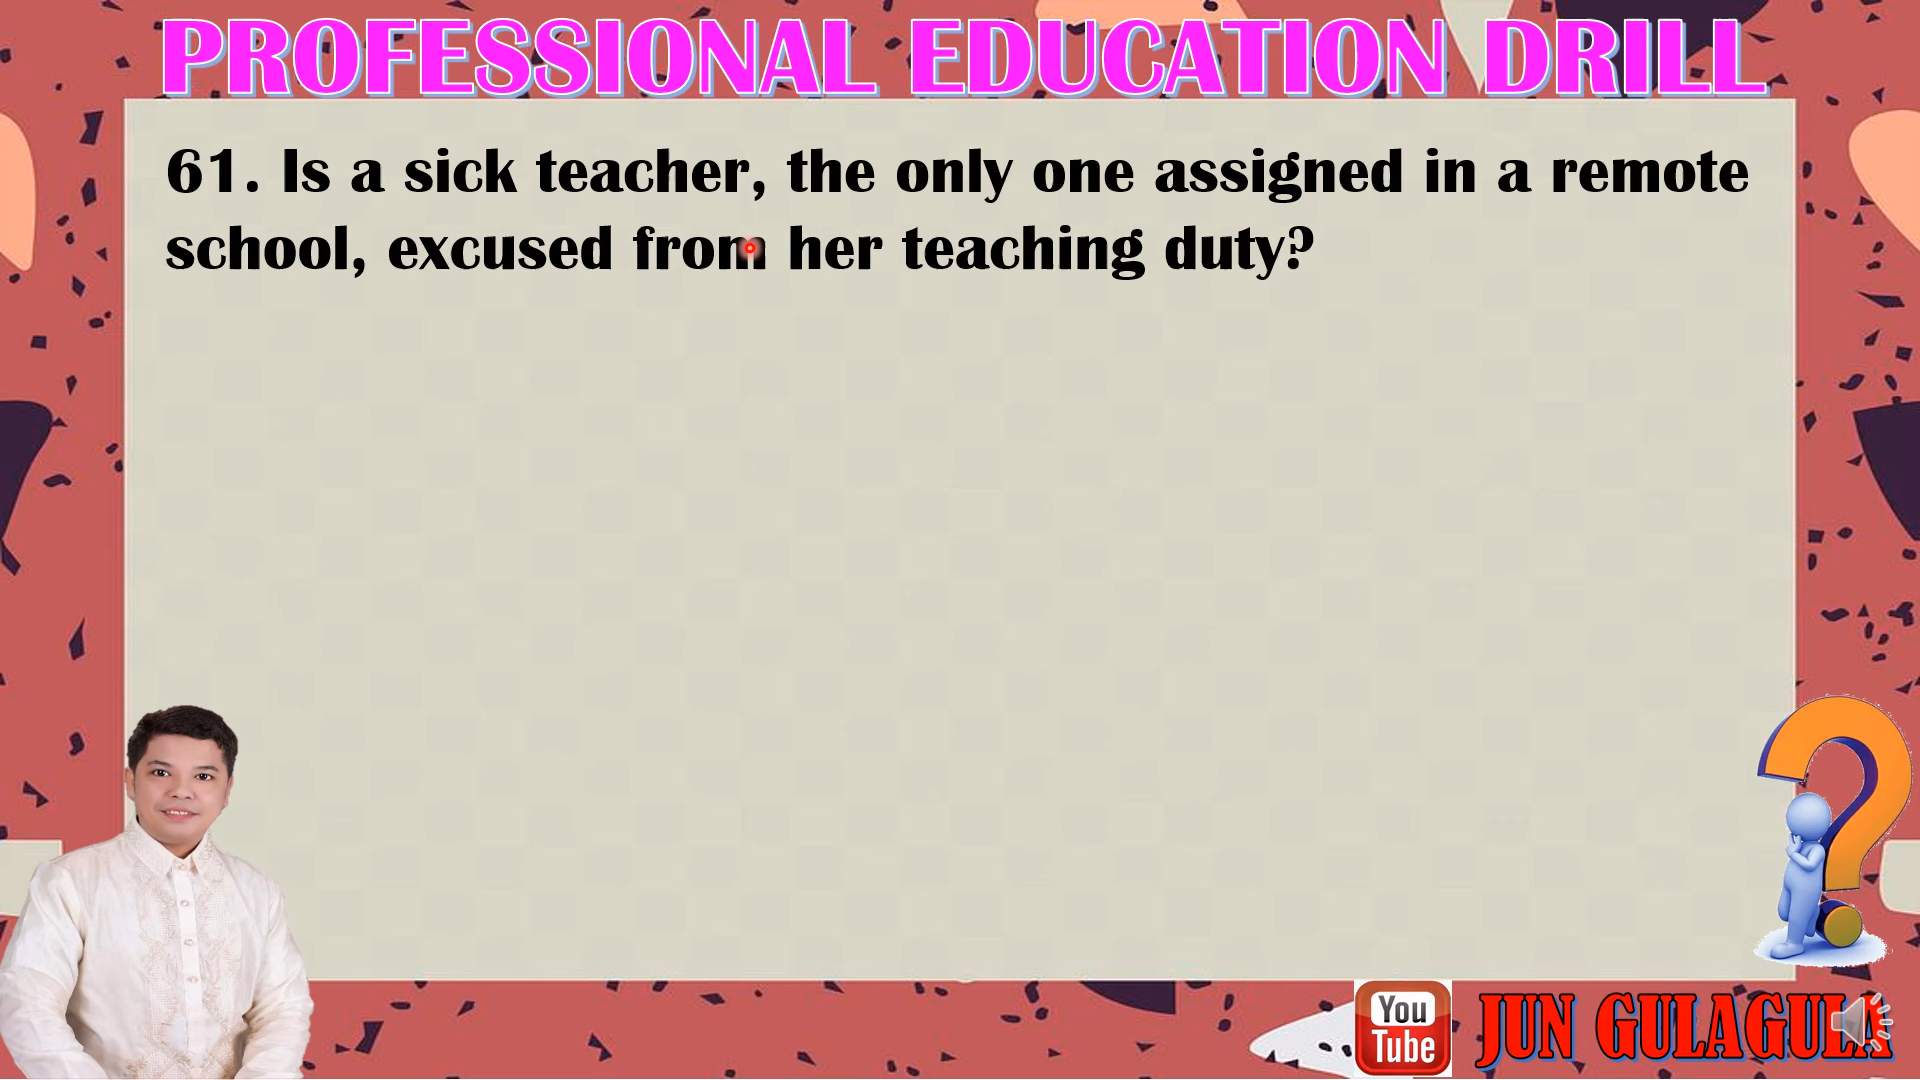 PROFESSIONAL EDUCATION DRILL
61. Is a sick teacher, the only one assigned in a remote
school, excused from her teaching duty?
You
Tube
JUN GULAGULA